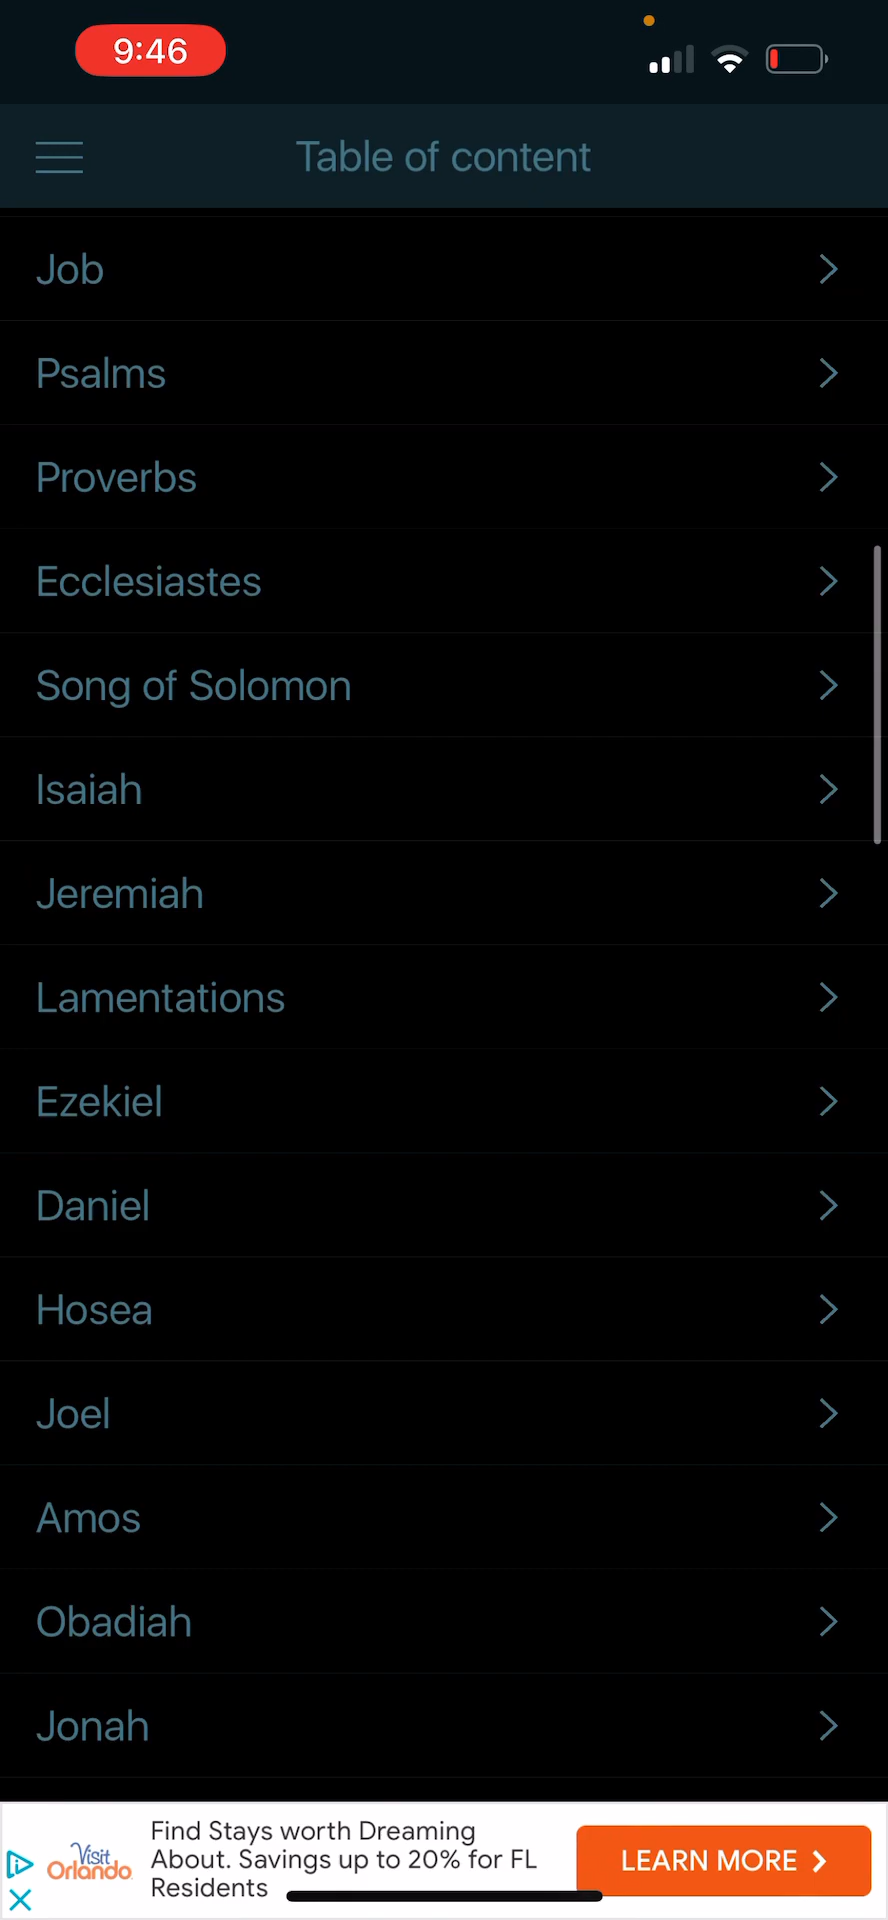 9:46
Table of content
Job
Psalms
Proverbs
Ecclesiastes
Song of Solomon
Isaiah
Jeremiah
Lamentations
Ezekiel
Daniel
Hosea
Joel
Amos
Obadiah
Jonah
Visit
Orlando
Find Stays worth Dreaming
About. Savings up to 20% for FL
Residents
LEARN MORE